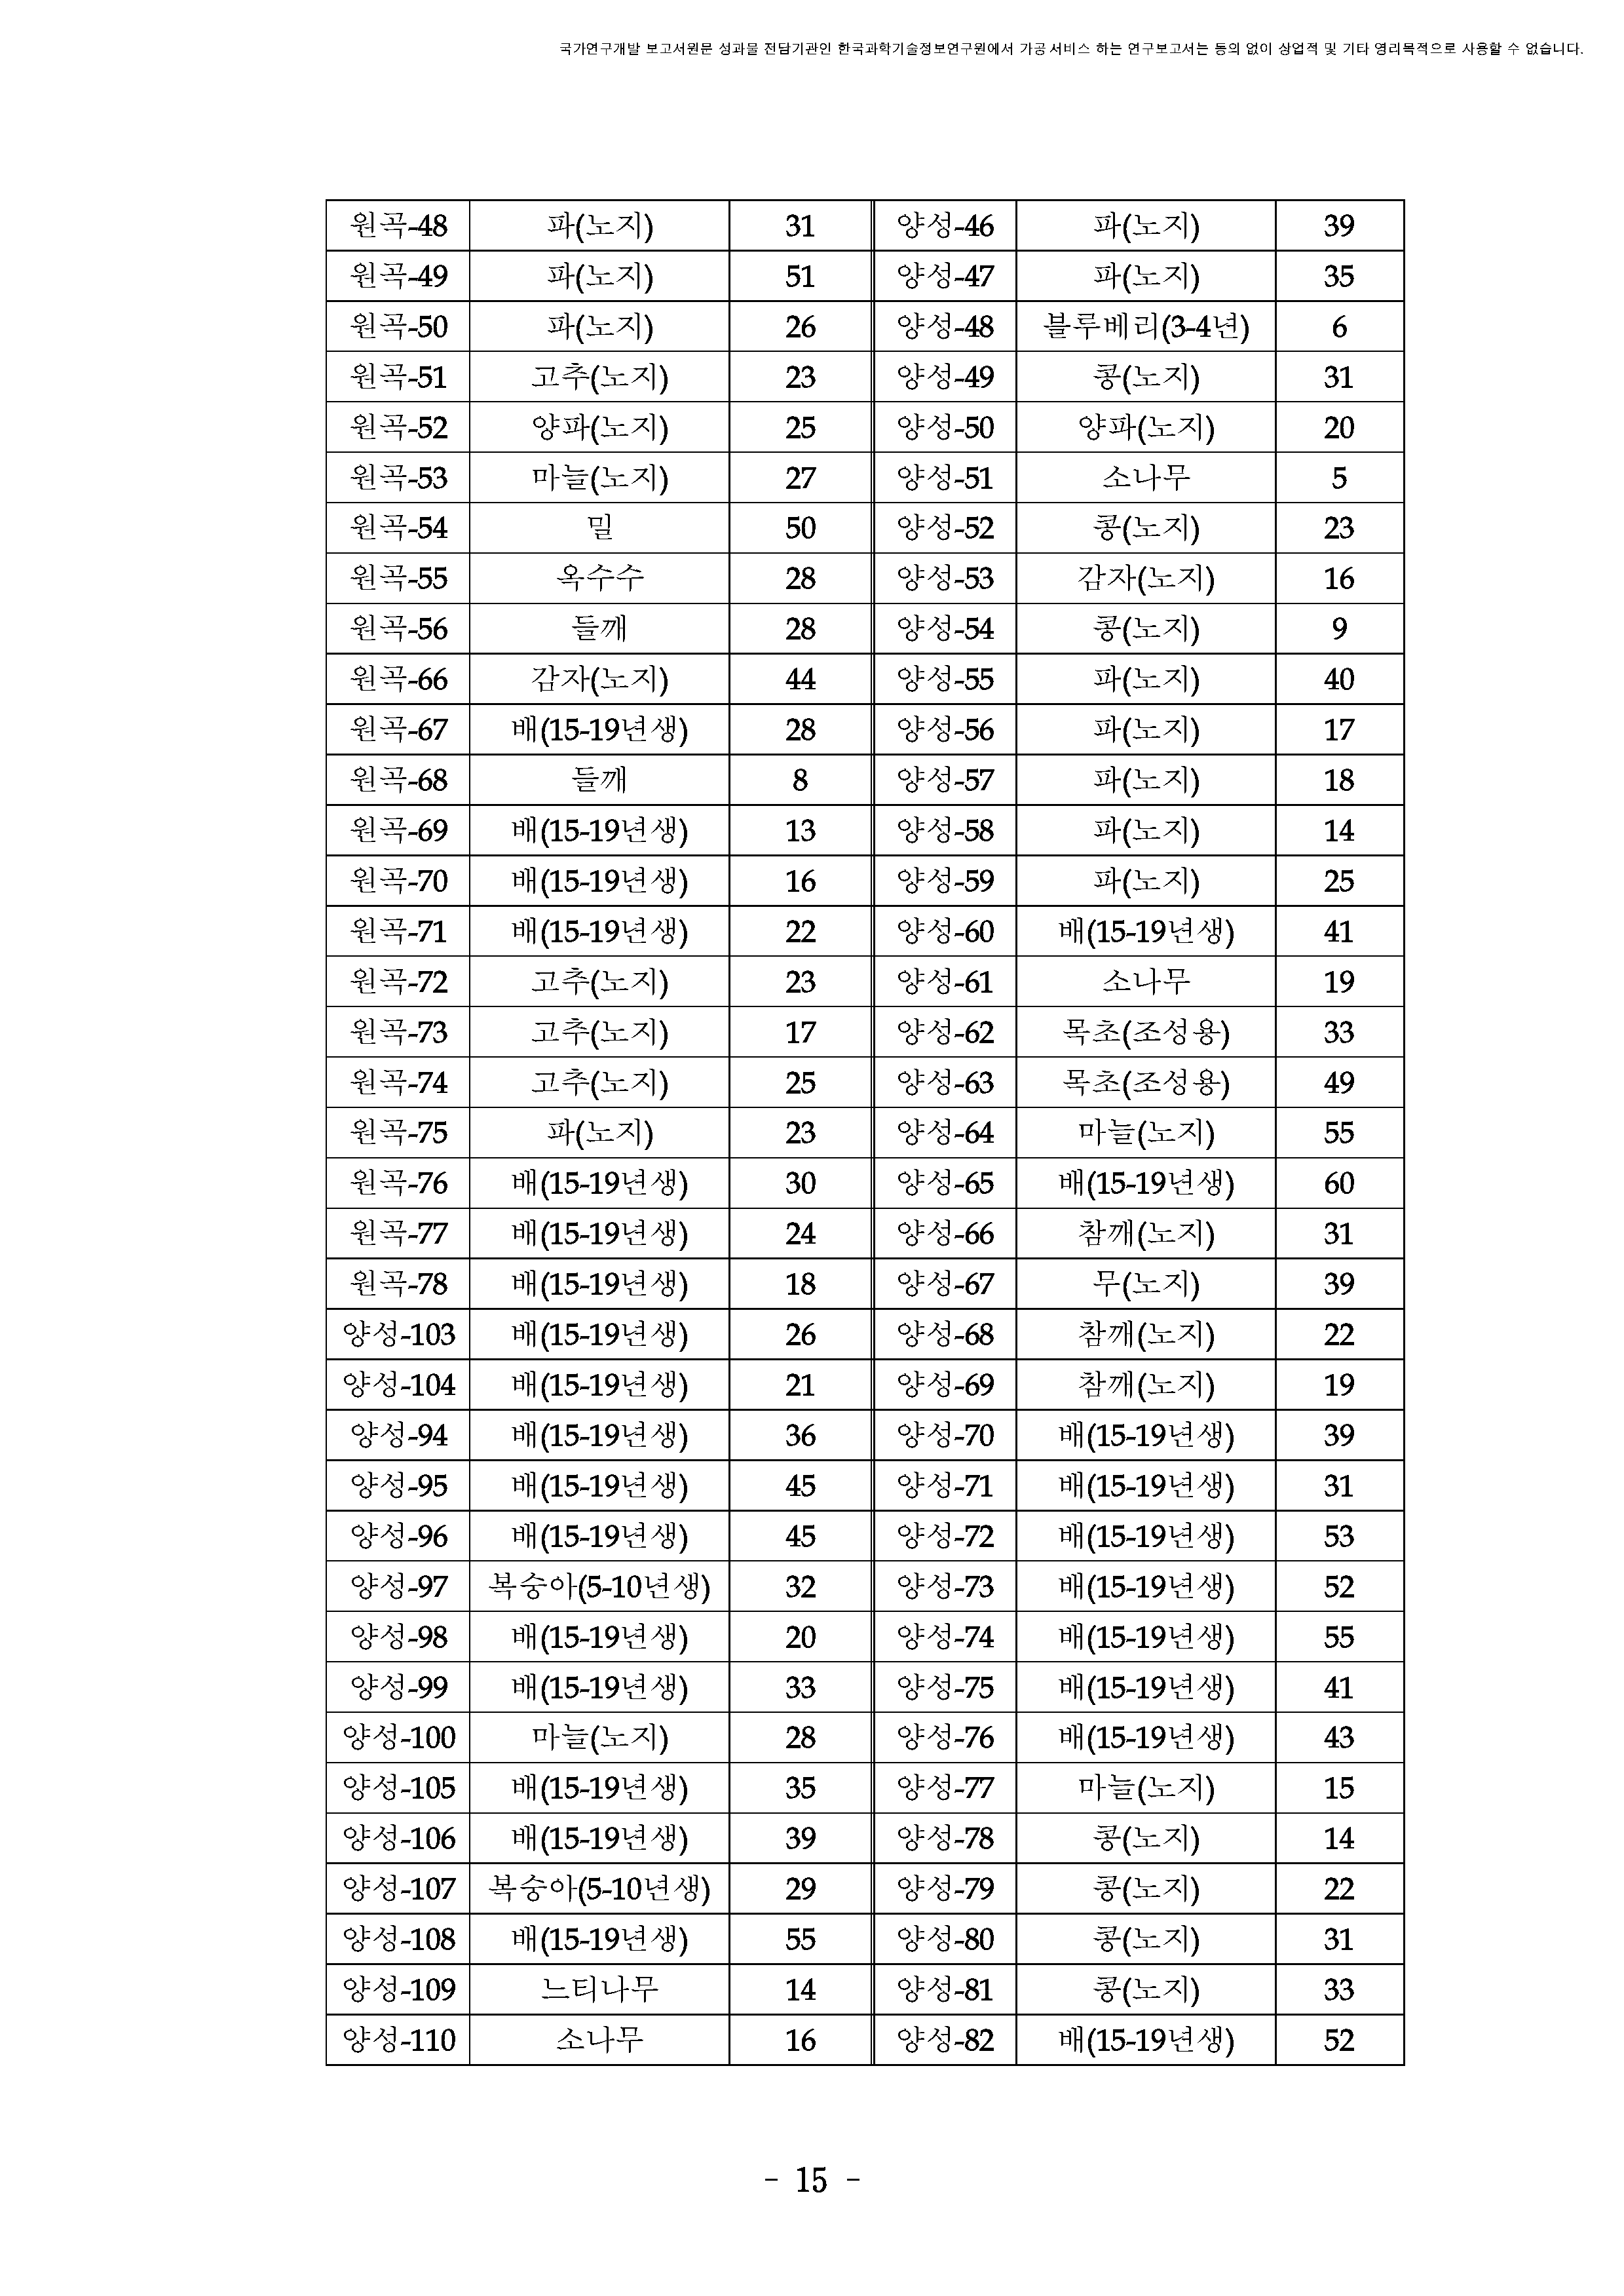 국가연구개발 보고서원문 성과물 전담기관인 한국과학기술정보연구원에서 가공·서비스 하는 연구보고서는 동의 없이 상업적 및 기타 영리목적으로 사용할 수 없습니다.
원곡-48 파(노지) 31 양성-46 파(노지) 39
원곡-49 파(노지) 51 양성-47 파(노지) 35
원곡-50 파(노지) 26 양성-48 블루베리(3-4년) 6
원곡-51 고추(노지) 23 양성-49 콩(노지) 31
원곡-52 양파(노지) 25 양성-50 양파(노지) 20
원곡-53 마늘(노지) 27 양성-51 소나무 5
원곡-54 밀 50 양성-52 콩(노지) 23
원곡-55 옥수수 28 양성-53 감자(노지) 16
원곡-56 들깨 28 양성-54 콩(노지) 9
원곡-66 감자(노지) 44 양성-55 파(노지) 40
원곡-67 배(15-19년생) 28 양성-56 파(노지) 17
원곡-68 들깨 8 양성-57 파(노지) 18
원곡-69 배(15-19년생) 13 양성-58 파(노지) 14
원곡-70 배(15-19년생) 16 양성-59 파(노지) 25
원곡-71 배(15-19년생) 22 양성-60 배(15-19년생) 41
원곡-72 고추(노지) 23 양성-61 소나무 19
원곡-73 고추(노지) 17 양성-62 목초(조성용) 33
원곡-74 고추(노지) 25 양성-63 목초(조성용) 49
원곡-75 파(노지) 23 양성-64 마늘(노지) 55
원곡-76 배(15-19년생) 30 양성-65 배(15-19년생) 60
원곡-77 배(15-19년생) 24 양성-66 참깨(노지) 31
원곡-78 배(15-19년생) 18 양성-67 무(노지) 39
양성-103 배(15-19년생) 26 양성-68 참깨(노지) 22
양성-104 배(15-19년생) 21 양성-69 참깨(노지) 19
양성-94 배(15-19년생) 36 양성-70 배(15-19년생) 39
양성-95 배(15-19년생) 45 양성-71 배(15-19년생) 31
양성-96 배(15-19년생) 45 양성-72 배(15-19년생) 53
양성-97 복숭아(5-10년생) 32 양성-73 배(15-19년생) 52
양성-98 배(15-19년생) 20 양성-74 배(15-19년생) 55
양성-99 배(15-19년생) 33 양성-75 배(15-19년생) 41
양성-100 마늘(노지) 28 양성-76 배(15-19년생) 43
양성-105 배(15-19년생) 35 양성-77 마늘(노지) 15
양성-106 배(15-19년생) 39 양성-78 콩(노지) 14
양성-107 복숭아(5-10년생) 29 양성-79 콩(노지) 22
양성-108 배(15-19년생) 55 양성-80 콩(노지) 31
양성-109 느티나무 14 양성-81 콩(노지) 33
양성-110 소나무 16 양성-82 배(15-19년생) 52
- 15 -